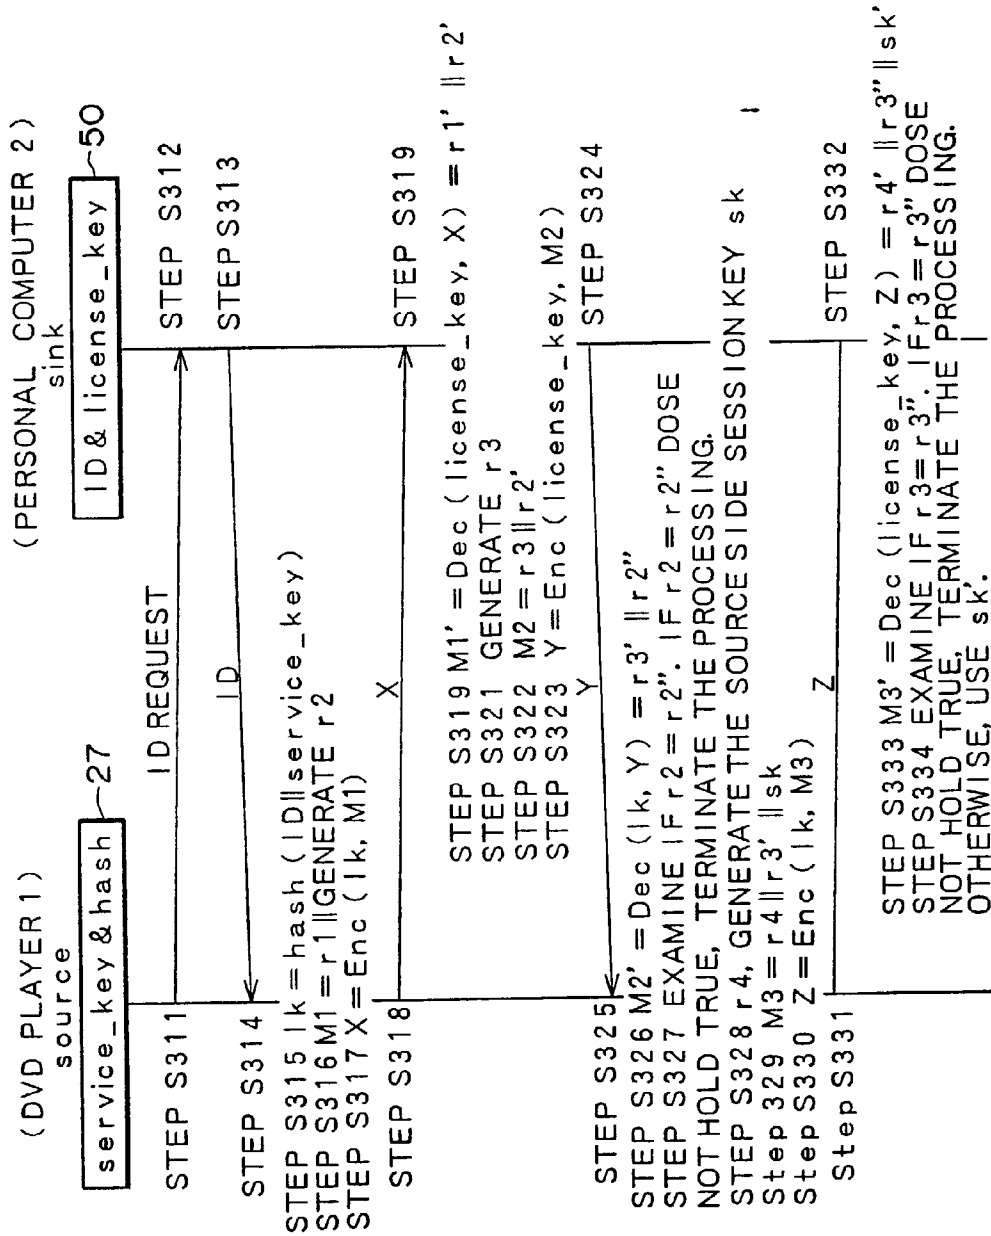 (DVD PLAYER 1)
source
service_key & hash
27
(PERSONAL COMPUTER 2)
sink
ID & license_key
50
STEP S311
ID REQUEST
STEP S312
STEP S313
ID
STEP S314
STEP S315 lk = hash (ID∥service_key)
STEP S316 M1 = r1∥GENERATE r2
STEP S317 X = Enc (lk, M1)
STEP S318
X
STEP S319
STEP S319 M1' = Dec (license_key, X) = r1' ∥ r2'
STEP S321 GENERATE r3
STEP S322 M2 = r3∥r2'
STEP S323 Y = Enc (license_key, M2)
STEP S324
Y
STEP S325
STEP S326 M2' = Dec (lk, Y) = r3' ∥ r2"
STEP S327 EXAMINE IF r2 = r2". IF r2 = r2" DOSE
NOT HOLD TRUE, TERMINATE THE PROCESSING.
STEP S328 r4, GENERATE THE SOURCE SIDE SESSION KEY sk
Step 329 M3 = r4∥r3' ∥sk
Step S330 Z = Enc (lk, M3)
Step S331
Z
STEP S332
STEP S333 M3' = Dec (license_key, Z) = r4' ∥r3" ∥sk'
STEP S334 EXAMINE IF r3=r3". IF r3 = r3" DOSE
NOT HOLD TRUE, TERMINATE THE PROCESSING.
OTHERWISE, USE sk'.